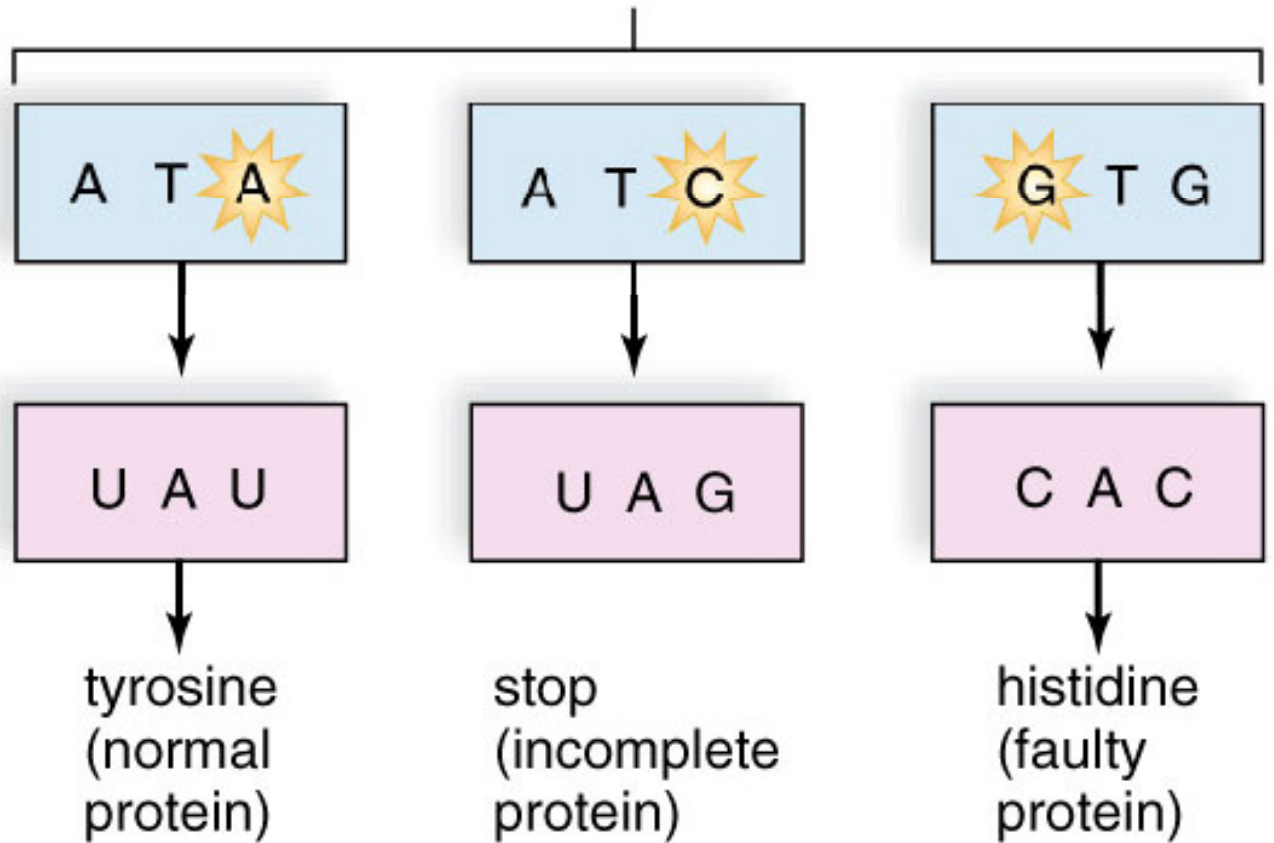 A T A
A T C
G T G
U A U
U A G
C A C
tyrosine
(normal
protein)
stop
(incomplete
protein)
histidine
(faulty
protein)